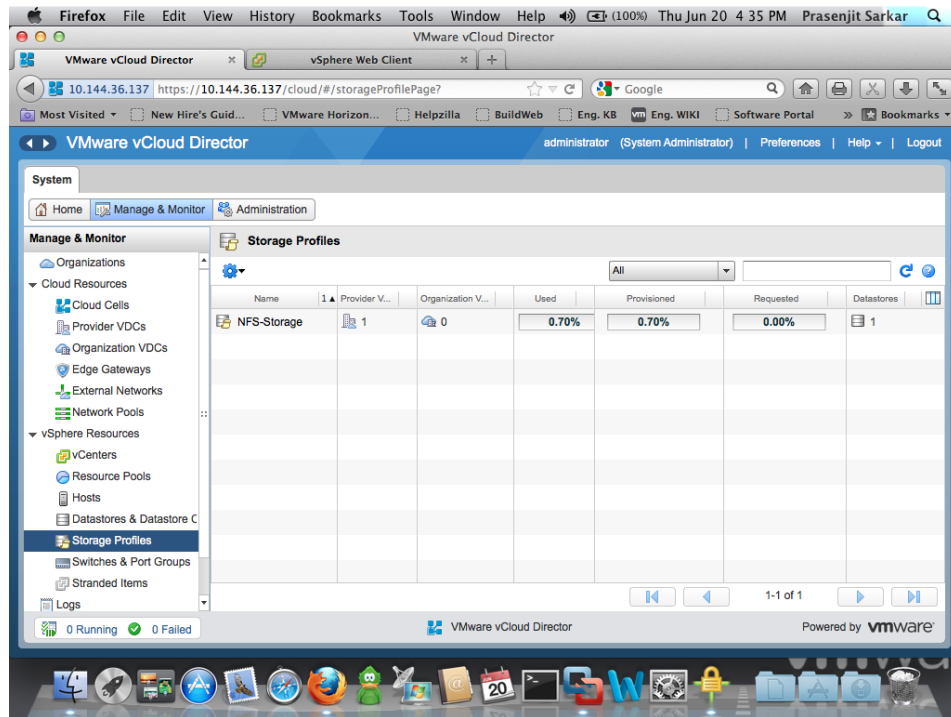 Firefox File Edit View History Bookmarks Tools Window Help (100%) Thu Jun 20 4 35 PM Prasenjit Sarkar
VMware vCloud Director
VMware vCloud Director × vSphere Web Client × +
10.144.36.137 https://10.144.36.137/cloud/#/storageProfilePage? Google
Most Visited New Hire's Guid... VMware Horizon... Helpzilla BuildWeb Eng. KB vm Eng. WIKI Software Portal » Bookmarks
VMware vCloud Director administrator (System Administrator) | Preferences | Help | Logout
System
Home Manage & Monitor Administration
Manage & Monitor
Storage Profiles
Organizations
Cloud Resources
Cloud Cells
Provider VDCs
Organization VDCs
Edge Gateways
External Networks
Network Pools
vSphere Resources
vCenters
Resource Pools
Hosts
Datastores & Datastore C
Storage Profiles
Switches & Port Groups
Stranded Items
Logs
All
Name 1 ▲ Provider V... Organization V... Used Provisioned Requested Datastores
NFS-Storage 1 0 0.70% 0.70% 0.00% 1
1-1 of 1
0 Running 0 Failed VMware vCloud Director Powered by vmware
20